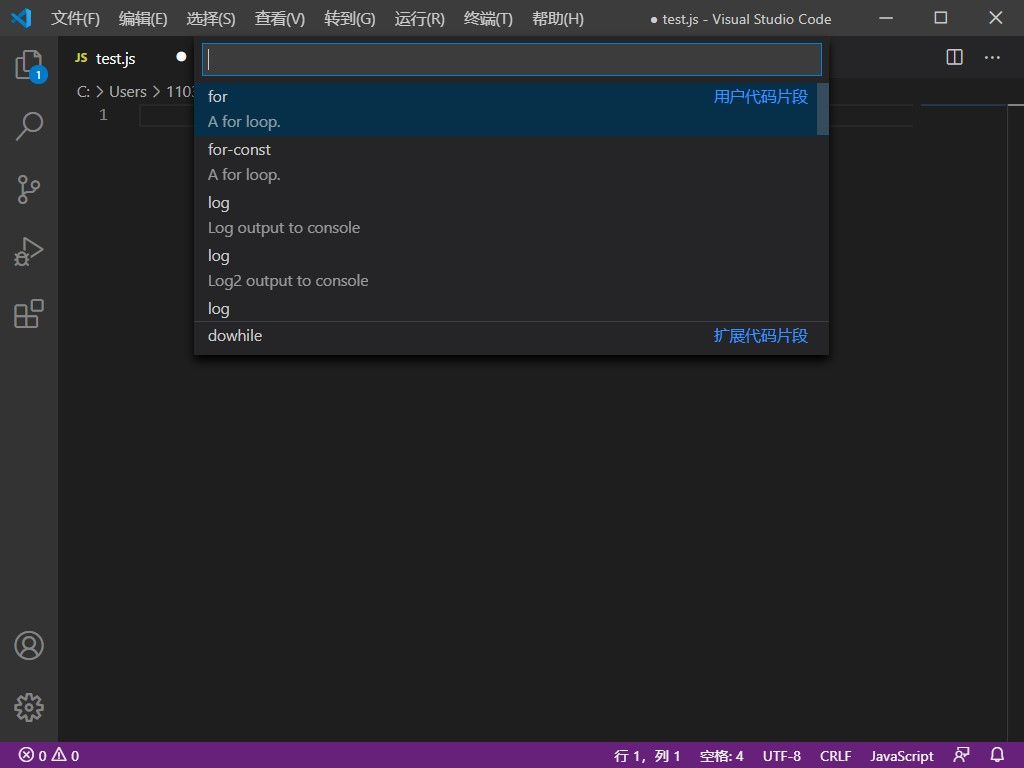 文件(F) 编辑(E) 选择(S) 查看(V) 转到(G) 运行(R) 终端(T) 帮助(H) ● test.js - Visual Studio Code
JS test.js
1
C: > Users >
1
for 用户代码片段
A for loop.
for-const
A for loop.
log
Log output to console
log
Log2 output to console
log
dowhile 扩展代码片段
0 0 行 1，列 1 空格: 4 UTF-8 CRLF JavaScript